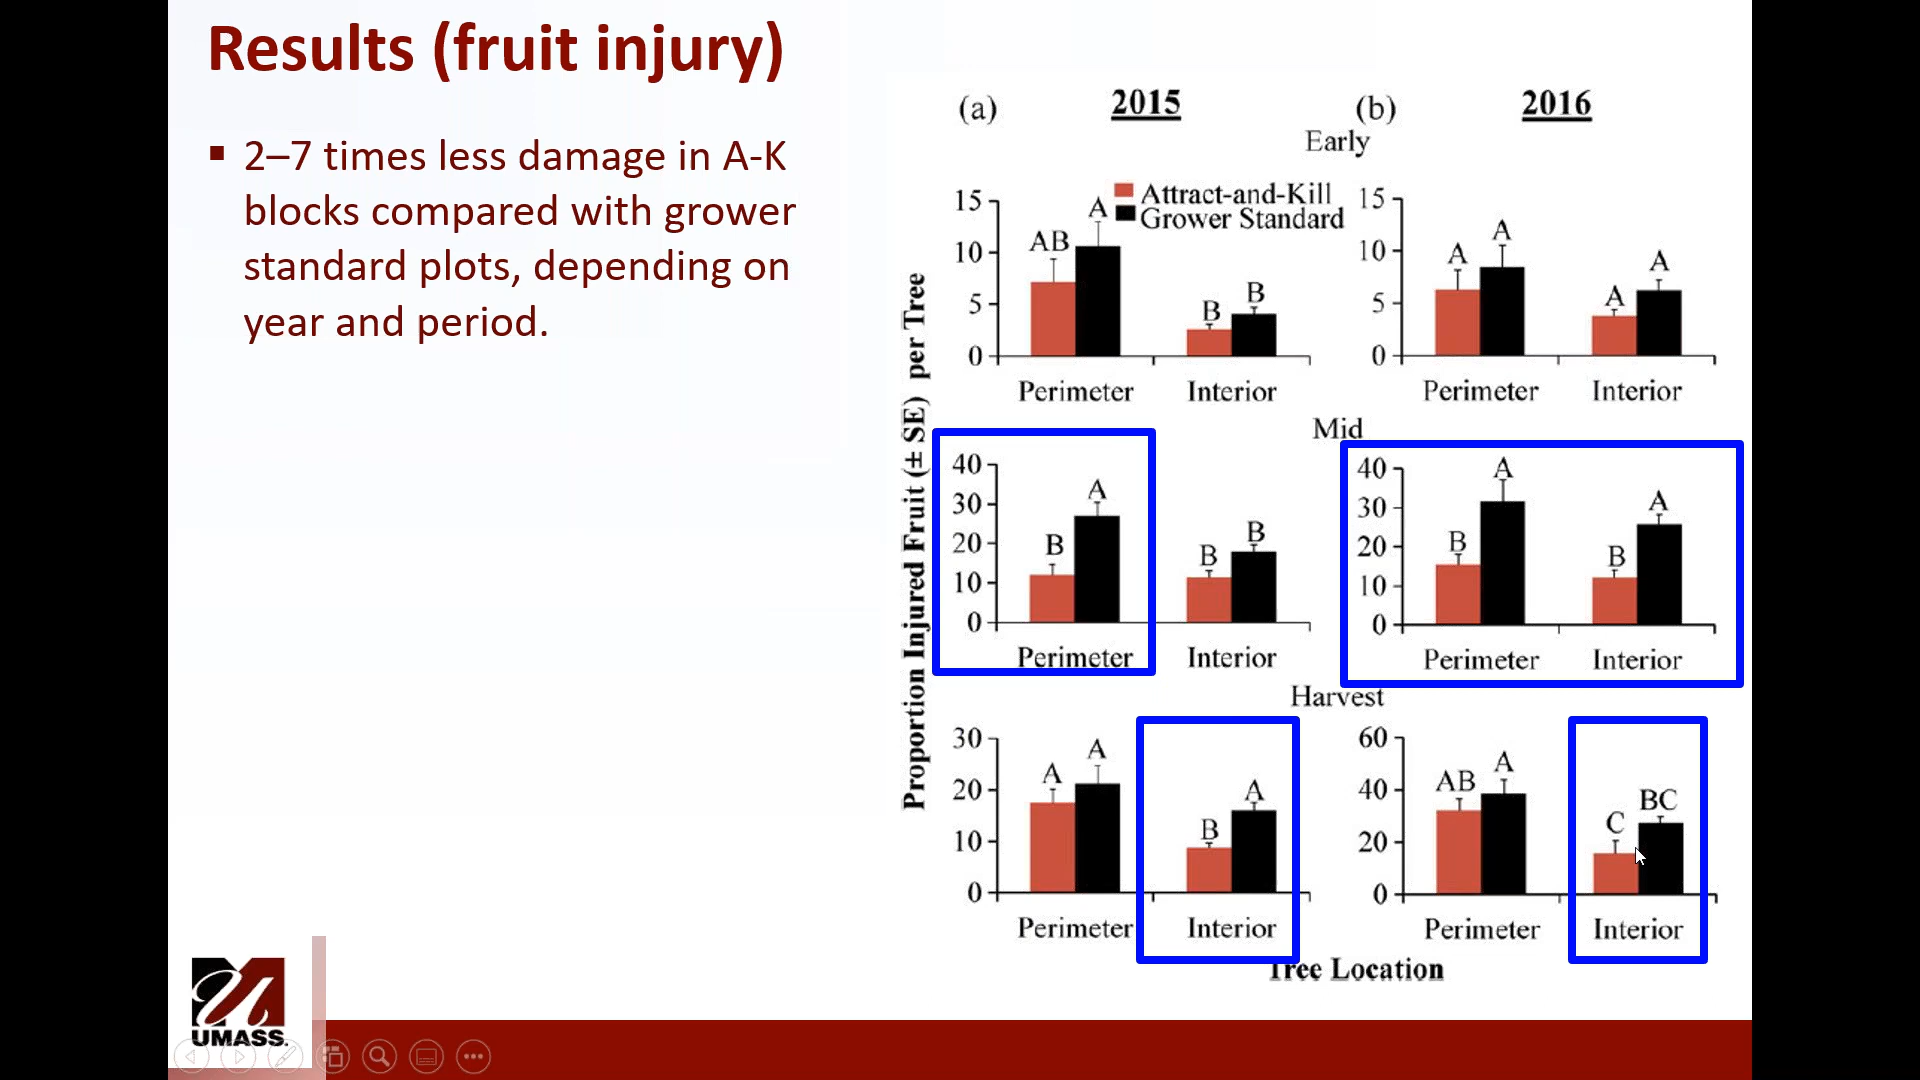 Results (fruit injury)
▪ 2–7 times less damage in A-K
blocks compared with grower
standard plots, depending on
year and period.
(a) 2015 (b) 2016
Early
Attract-and-Kill
Grower Standard
15
10
5
0
AB A B B
Perimeter Interior
15
10
5
0
A A A A
Perimeter Interior
Mid
40
30
20
10
0
B A B B
Perimeter Interior
40
30
20
10
0
B A B A
Perimeter Interior
Harvest
30
20
10
0
A A B A
Perimeter Interior
60
40
20
0
AB A C BC
Perimeter Interior
Tree Location
Proportion Injured Fruit (± SE) per Tree
UMASS.